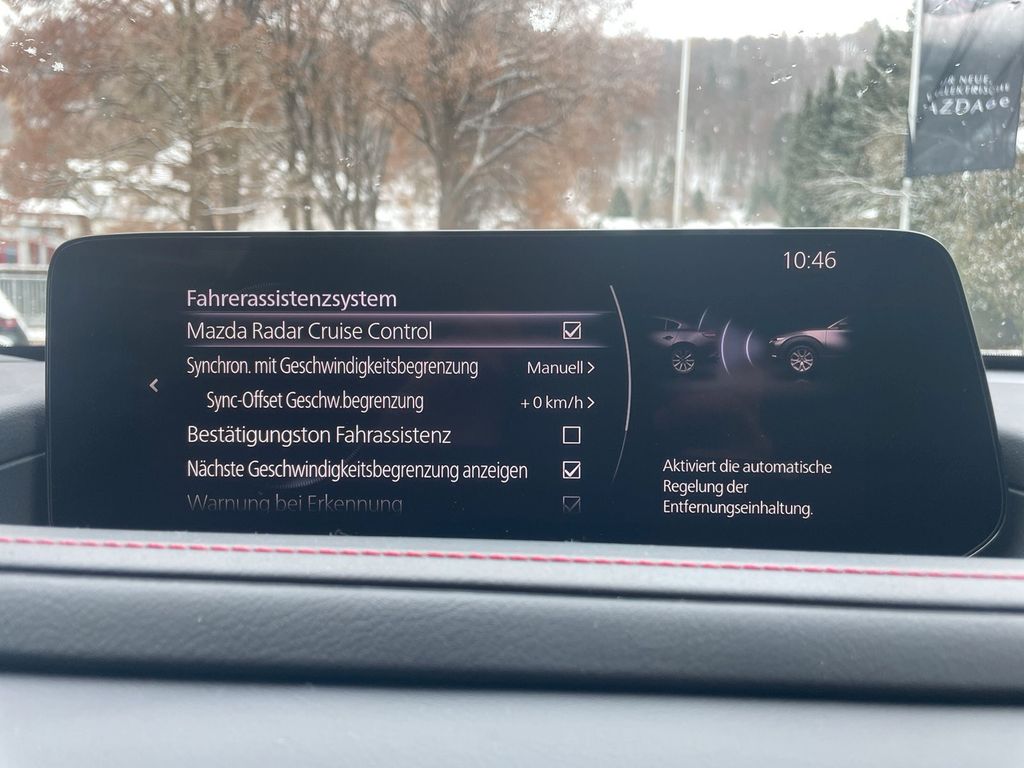 NEUE,
10:46
Fahrerassistenzsystem
Mazda Radar Cruise Control
Synchron. mit Geschwindigkeitsbegrenzung Manuell >
Sync-Offset Geschw.begrenzung + 0 km/h >
Bestätigungston Fahrassistenz
Nächste Geschwindigkeitsbegrenzung anzeigen
Warnung bei Erkennung
Aktiviert die automatische
Regelung der
Entfernungseinhaltung.